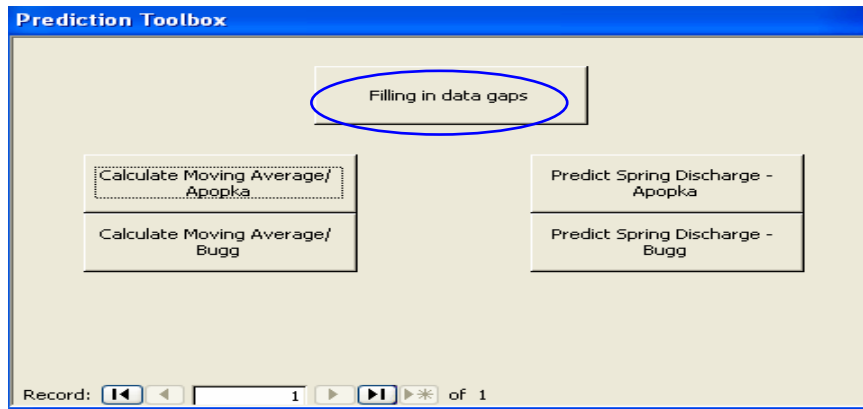 Prediction Toolbox
Filling in data gaps
Calculate Moving Average/
Apopka
Predict Spring Discharge -
Apopka
Calculate Moving Average/
Bugg
Predict Spring Discharge -
Bugg
Record: 1 of 1